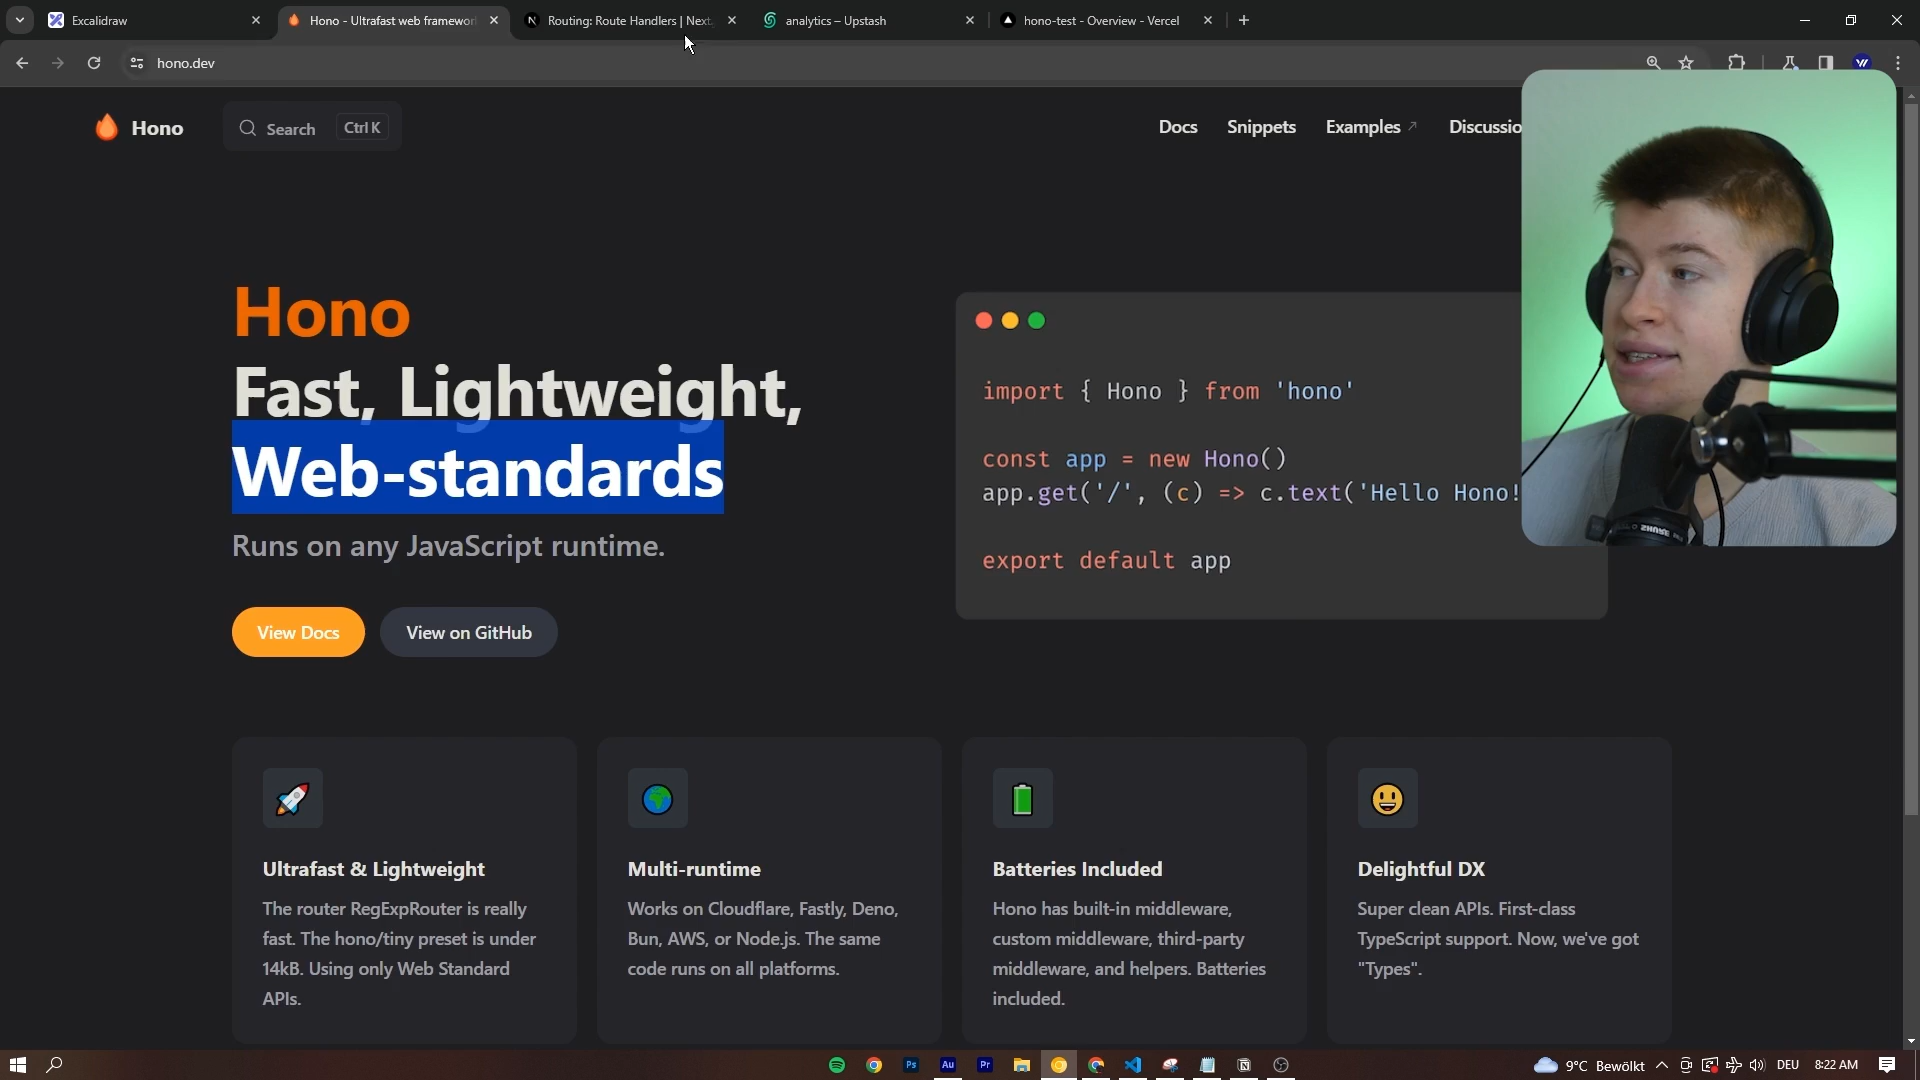 Excalidraw
Hono - Ultrafast web framework
Routing: Route Handlers | Next.
analytics – Upstash
hono-test - Overview - Vercel
hono.dev
Hono
Search
Ctrl K
Docs
Snippets
Examples
Discussio
Hono
Fast, Lightweight,
Web-standards
Runs on any JavaScript runtime.
View Docs
View on GitHub
import { Hono } from 'hono'
const app = new Hono()
app.get('/', (c) => c.text('Hello Hono!
export default app
Ultrafast & Lightweight
The router RegExpRouter is really
fast. The hono/tiny preset is under
14kB. Using only Web Standard
APIs.
Multi-runtime
Works on Cloudflare, Fastly, Deno,
Bun, AWS, or Node.js. The same
code runs on all platforms.
Batteries Included
Hono has built-in middleware,
custom middleware, third-party
middleware, and helpers. Batteries
included.
Delightful DX
Super clean APIs. First-class
TypeScript support. Now, we've got
"Types".
Ps
Au
Pr
9°C Bewölkt
DEU
8:22 AM